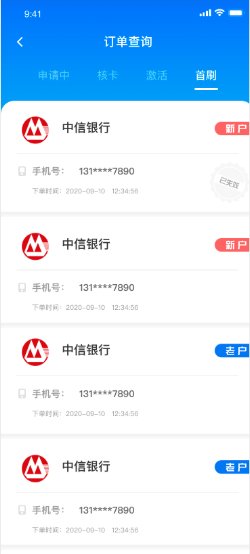 9:41
订单查询
申请中 核卡 激活 首刷
中信银行 新户
手机号: 131****7890
已失效
下单时间: 2020-09-10 12:34:56
中信银行 新户
手机号: 131****7890
下单时间: 2020-09-10 12:34:56
中信银行 老户
手机号: 131****7890
下单时间: 2020-09-10 12:34:56
中信银行 老户
手机号: 131****7890
下单时间: 2020-09-10 12:34:56